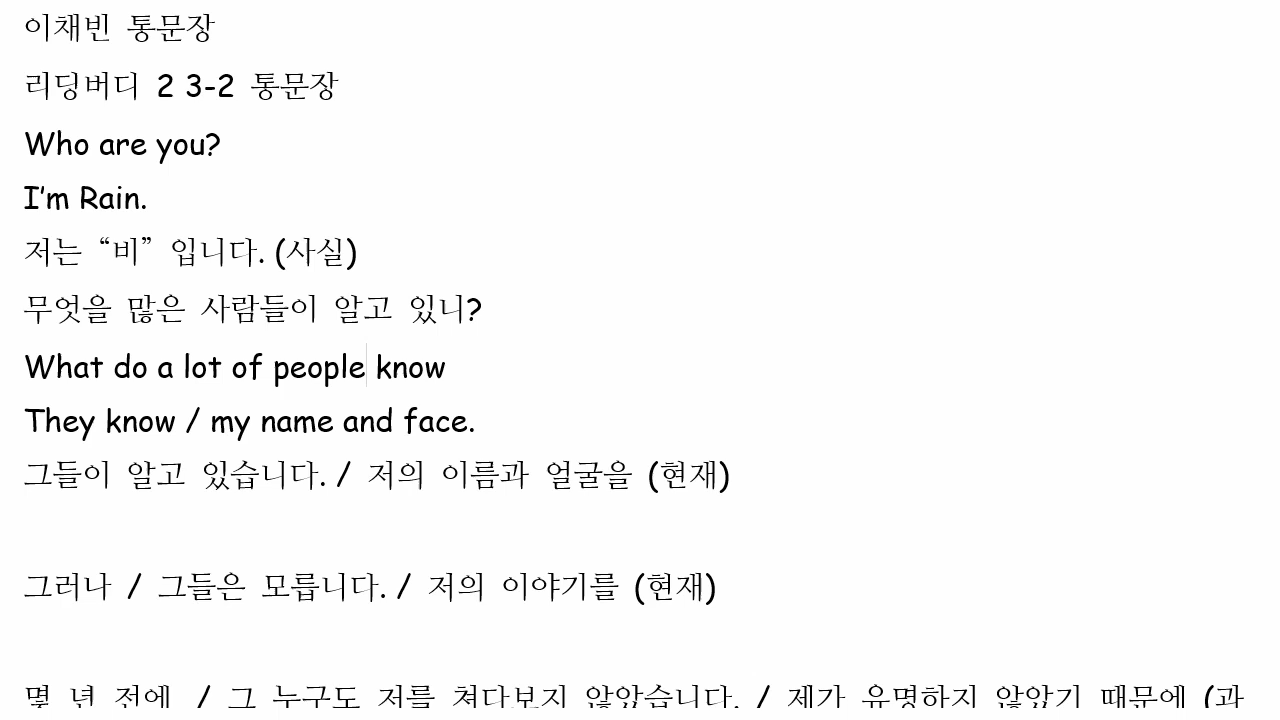 이채빈 통문장
리딩버디 2 3-2 통문장
Who are you?
I’m Rain.
저는 “비” 입니다. (사실)
무엇을 많은 사람들이 알고 있니?
What do a lot of people know
They know / my name and face.
그들이 알고 있습니다. / 저의 이름과 얼굴을 (현재)
그러나 / 그들은 모릅니다. / 저의 이야기를 (현재)
몇 년 전에 / 그 누구도 저를 쳐다보지 않았습니다. / 제가 유명하지 않았기 때문에 (과